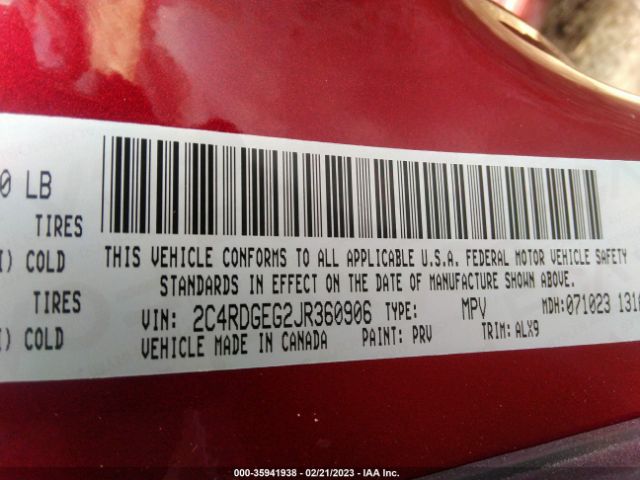 0 LB
TIRES
I) COLD
TIRES
I) COLD
THIS VEHICLE CONFORMS TO ALL APPLICABLE U.S.A. FEDERAL MOTOR VEHICLE SAFETY
STANDARDS IN EFFECT ON THE DATE OF MANUFACTURE SHOWN ABOVE.
VIN: 2C4RDGEG2JR360906 TYPE: MPV MDH:071023 131
VEHICLE MADE IN CANADA PAINT: PRV TRIM: ALX9
000-35941938 - 02/21/2023 - IAA Inc.